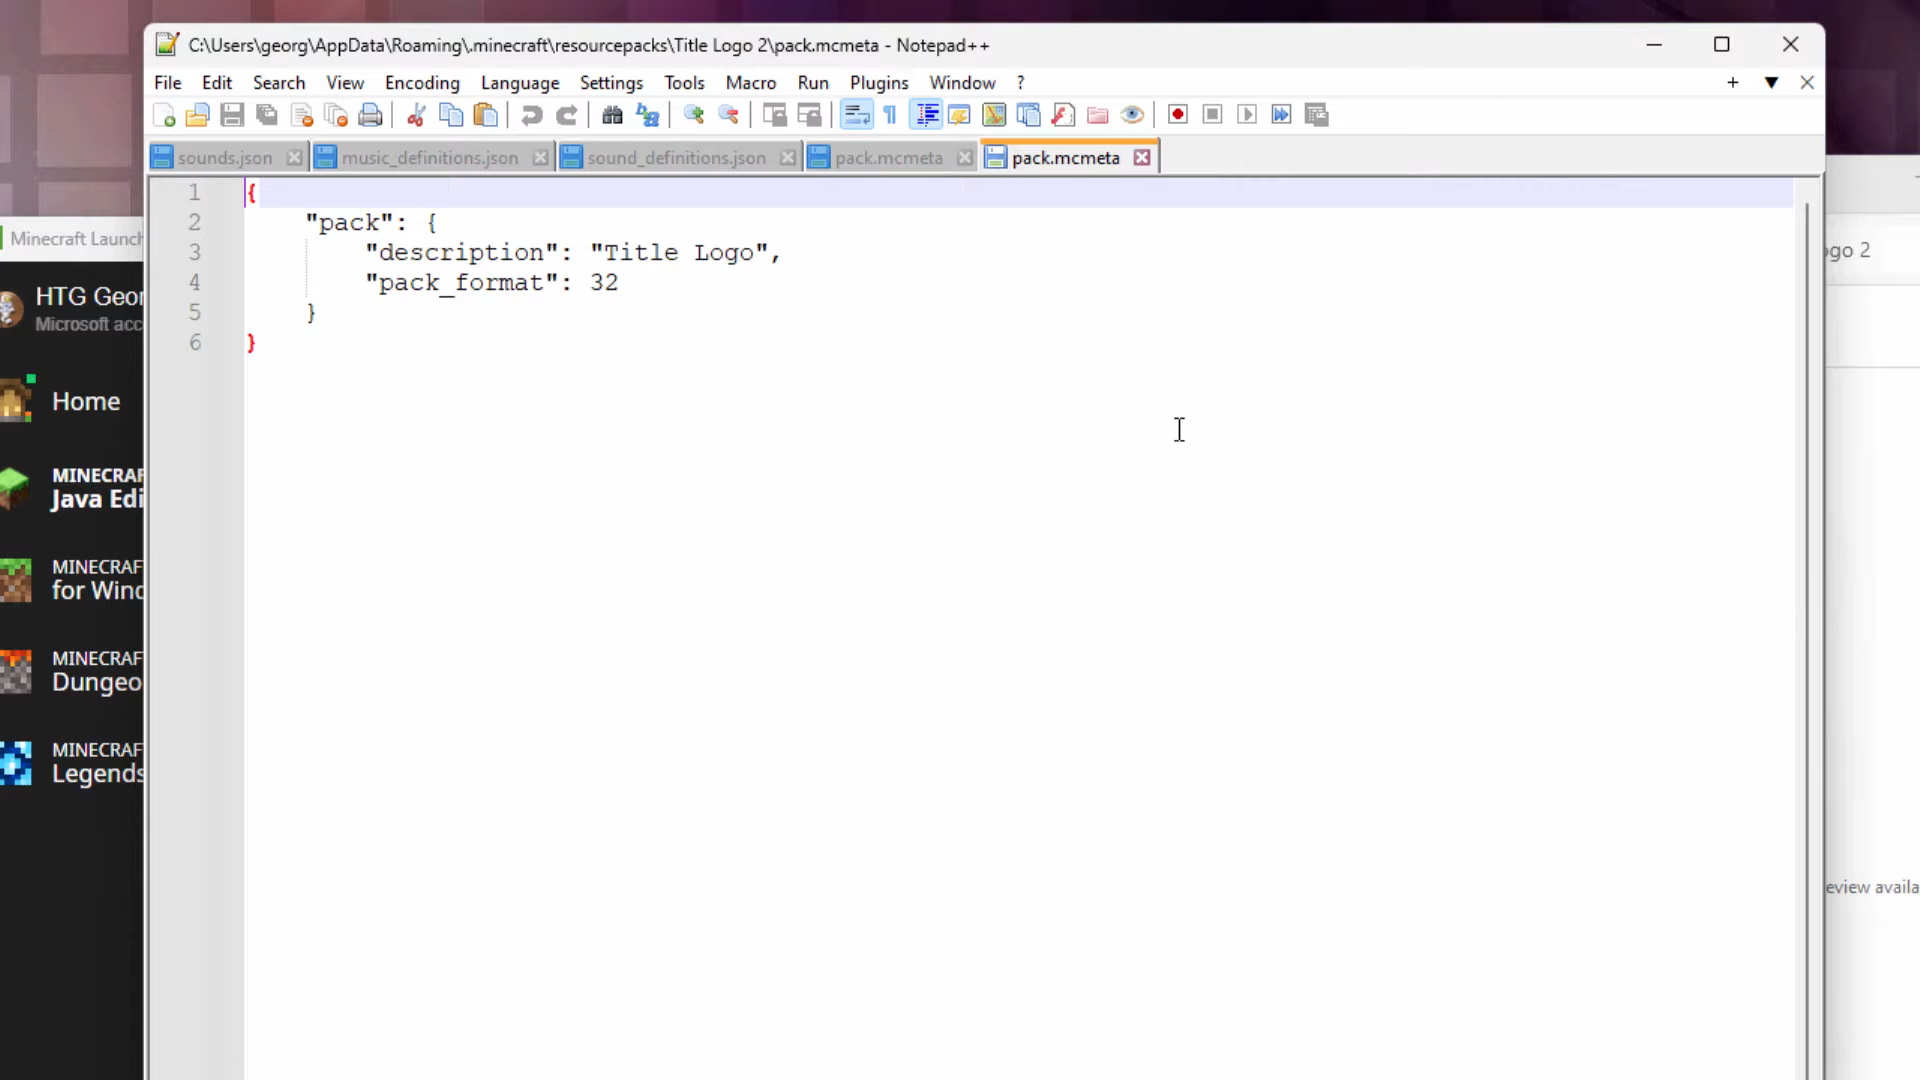 C:\Users\georg\AppData\Roaming\.minecraft\resourcepacks\Title Logo 2\pack.mcmeta - Notepad++
File Edit Search View Encoding Language Settings Tools Macro Run Plugins Window ?
sounds.json music_definitions.json sound_definitions.json pack.mcmeta pack.mcmeta
1 {
2 "pack": {
3 "description": "Title Logo",
4 "pack_format": 32
5 }
6 }
Minecraft Launch
HTG Geor
Microsoft acc
Home
MINECRAF
Java Edi
MINECRAF
for Wind
MINECRAF
Dungeo
MINECRAF
Legends
ogo 2
eview availa